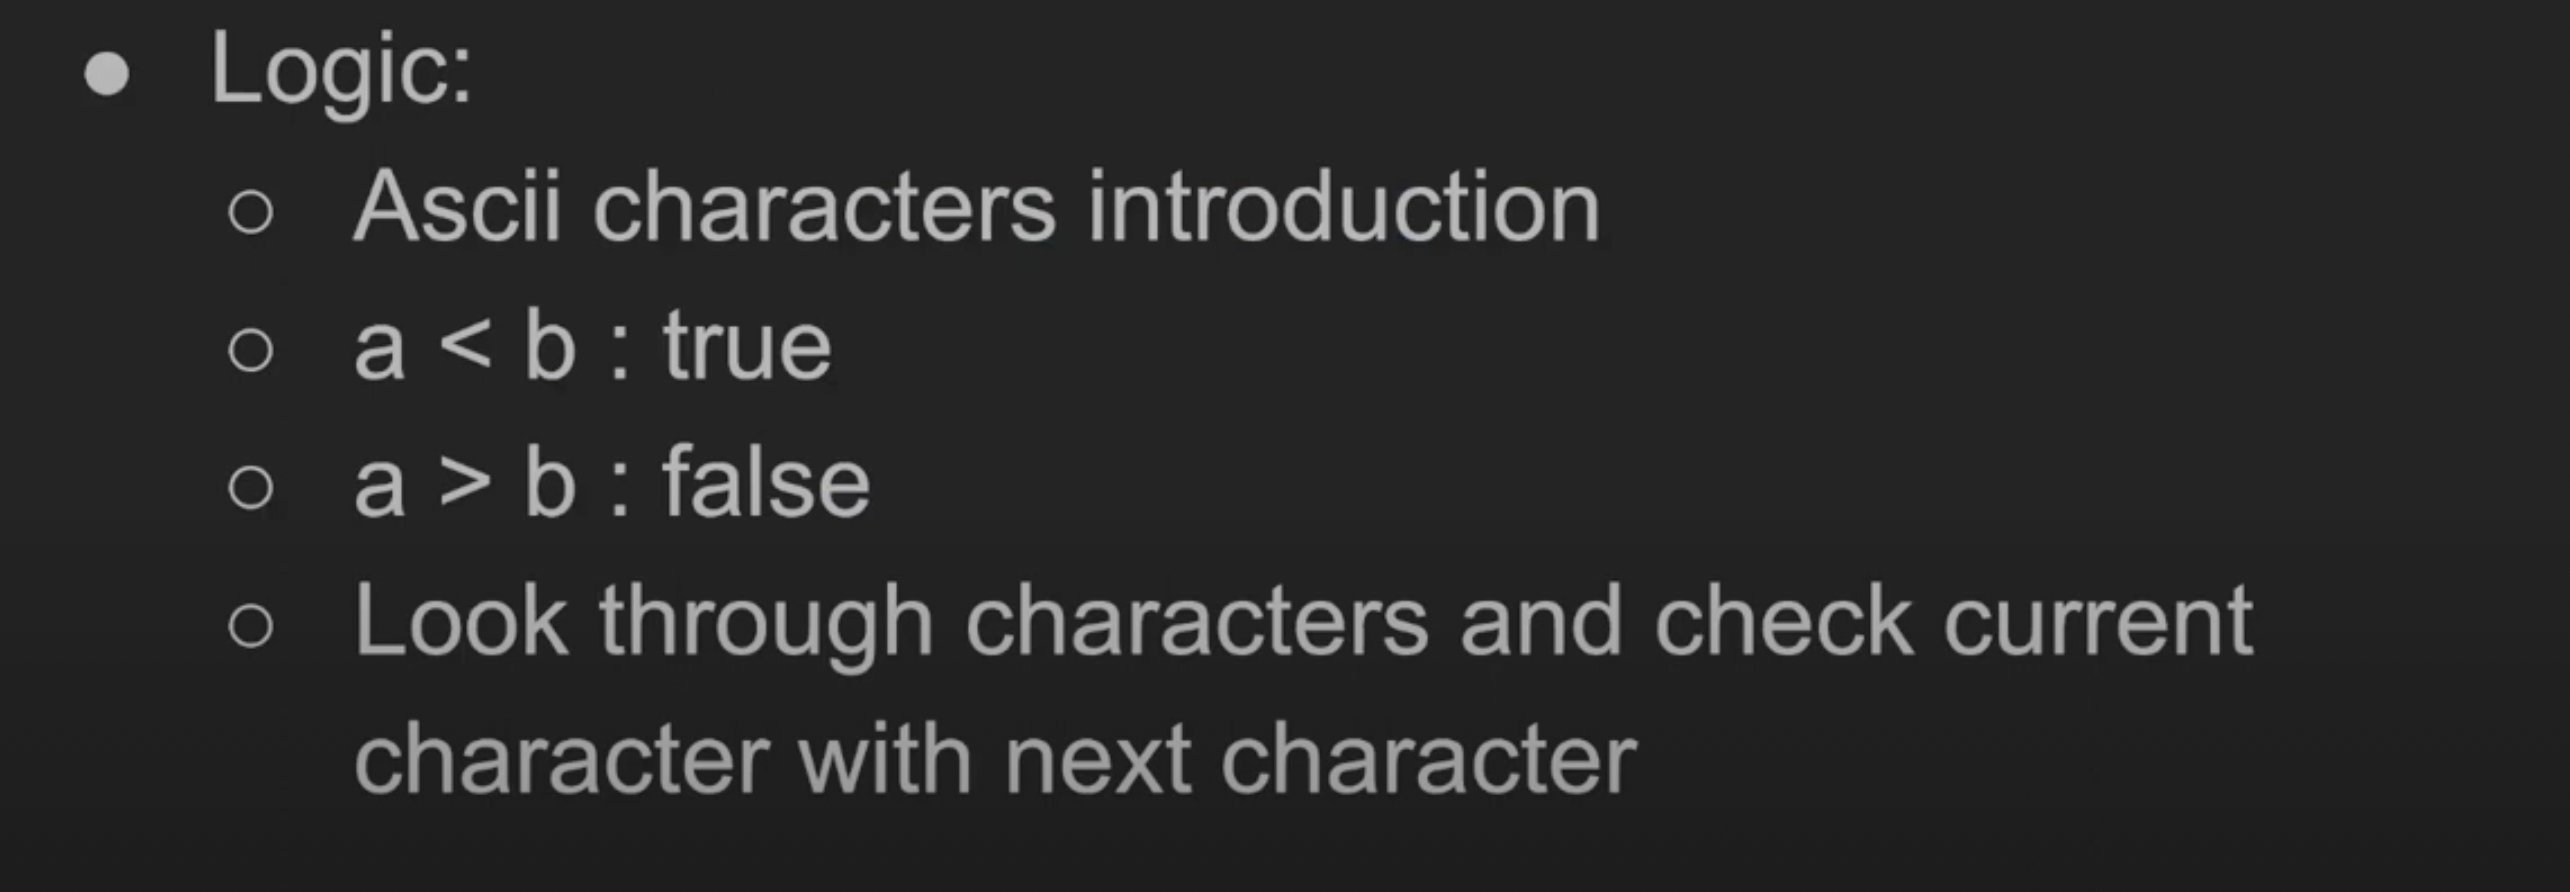 ● Logic:
○ Ascii characters introduction
○ a < b : true
○ a > b : false
○ Look through characters and check current
character with next character